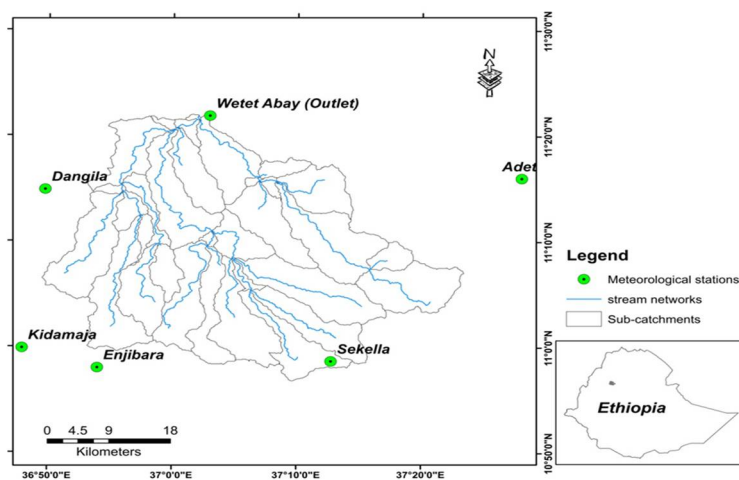 11°30'0"N
N
Wetet Abay (Outlet)
11°20'0"N
Dangila
Adet
11°10'0"N
Legend
Meteorological stations
stream networks
Sub-catchments
Kidamaja
Enjibara
Sekella
11°0'0"N
Ethiopia
0 4.5 9 18
Kilometers
10°50'0"N
36°50'0"E 37°0'0"E 37°10'0"E 37°20'0"E